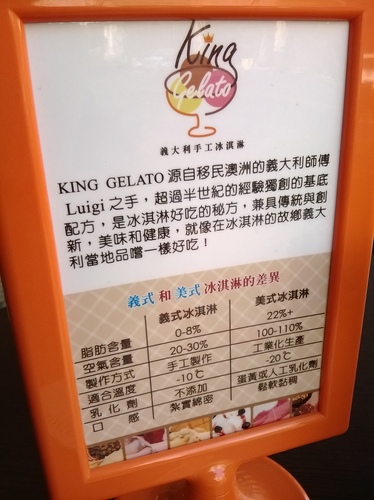 King
Gelato
義大利手工冰淇淋
KING GELATO 源自移民澳洲的義大利師傅
Luigi 之手，超過半世紀的經驗獨創的基底
配方，是冰淇淋好吃的秘方，兼具傳統與創
新，美味和健康，就像在冰淇淋的故鄉義大
利當地品嚐一樣好吃！
義式 和 美式 冰淇淋的差異
義式冰淇淋 美式冰淇淋
脂肪含量 0-8% 22%+
空氣含量 20-30% 100-110%
製作方式 手工製作 工業化生產
適合溫度 -10℃ -20℃
乳化劑 不添加 蛋黃或人工乳化劑
口感 紮實綿密 鬆軟黏稠